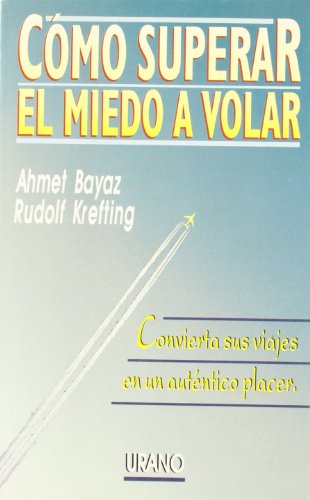 CÓMO SUPERAR
EL MIEDO A VOLAR
Ahmet Bayaz
Rudolf Krefting
Convierta sus viajes
en un auténtico placer.
URANO